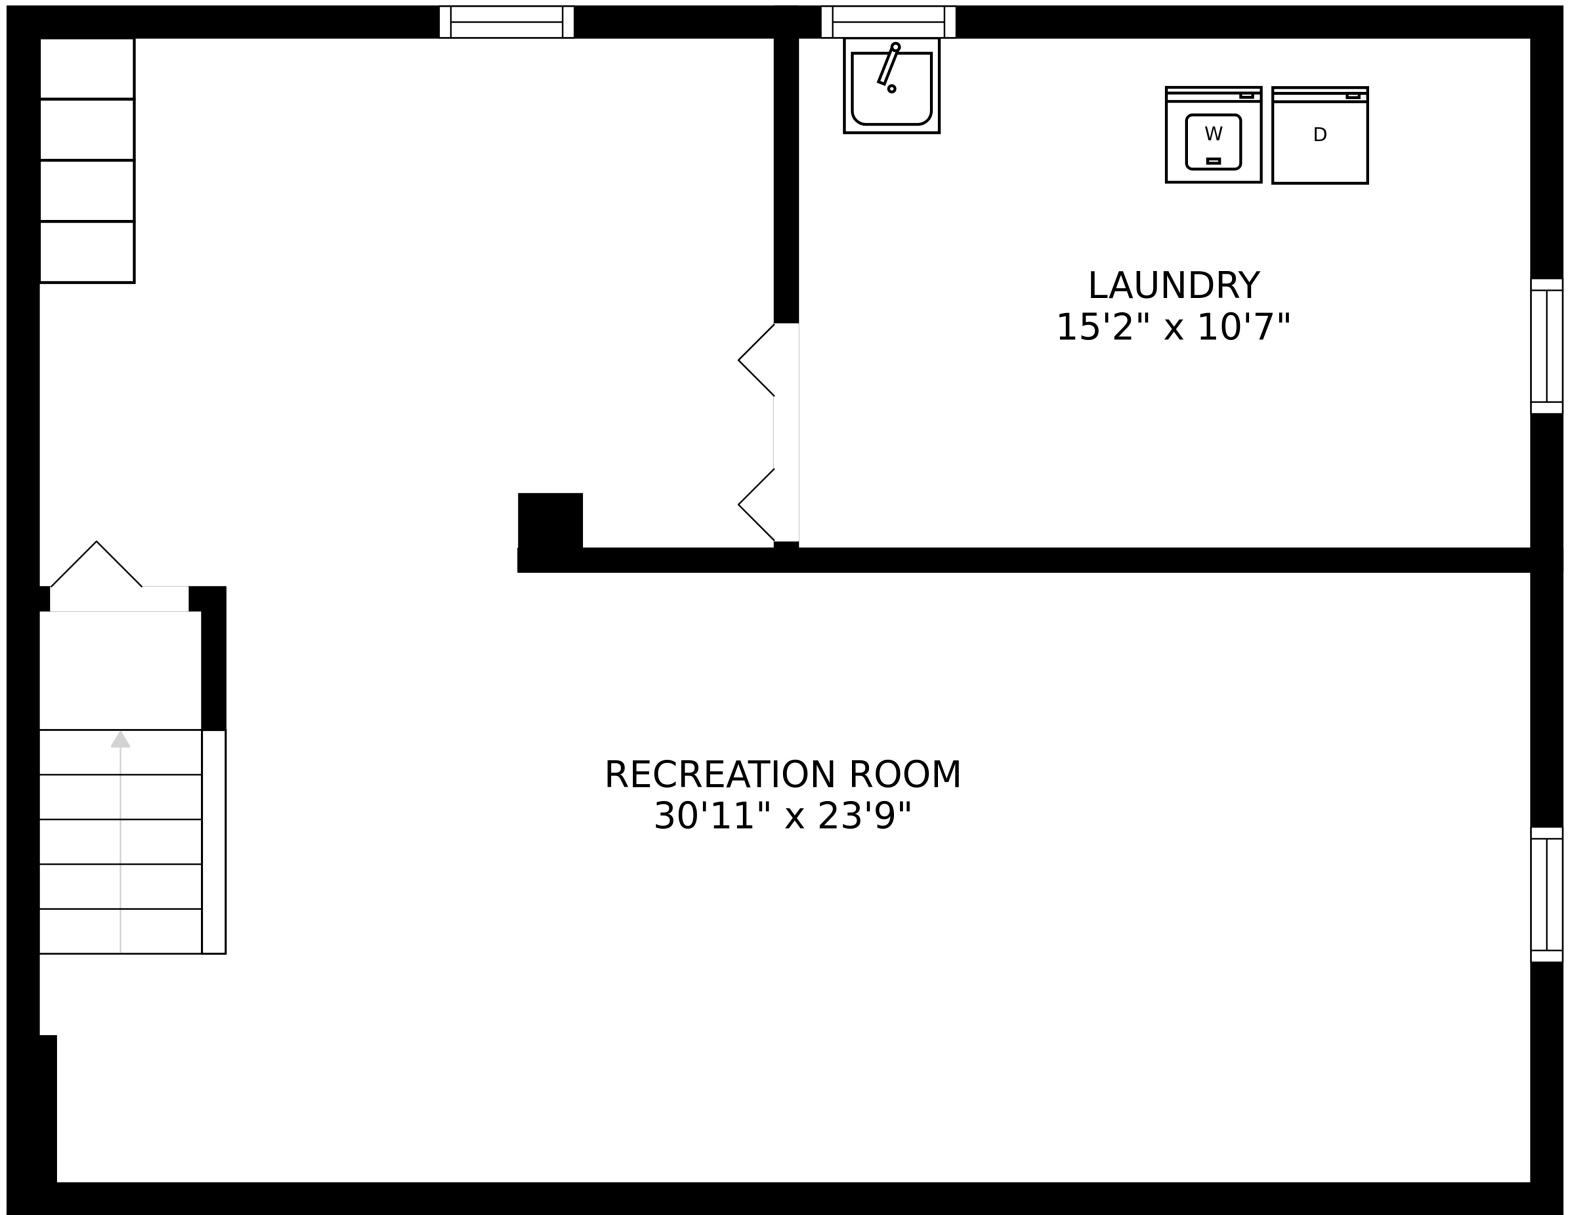 W
D
LAUNDRY
15'2" x 10'7"
RECREATION ROOM
30'11" x 23'9"